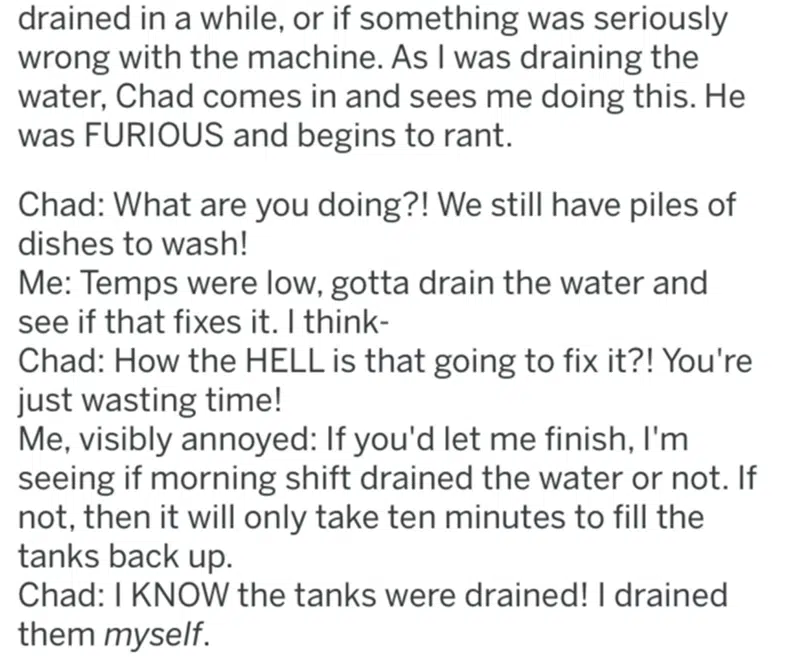 drained in a while, or if something was seriously
wrong with the machine. As I was draining the
water, Chad comes in and sees me doing this. He
was FURIOUS and begins to rant.
Chad: What are you doing?! We still have piles of
dishes to wash!
Me: Temps were low, gotta drain the water and
see if that fixes it. I think-
Chad: How the HELL is that going to fix it?! You're
just wasting time!
Me, visibly annoyed: If you'd let me finish, I'm
seeing if morning shift drained the water or not. If
not, then it will only take ten minutes to fill the
tanks back up.
Chad: I KNOW the tanks were drained! I drained
them myself.